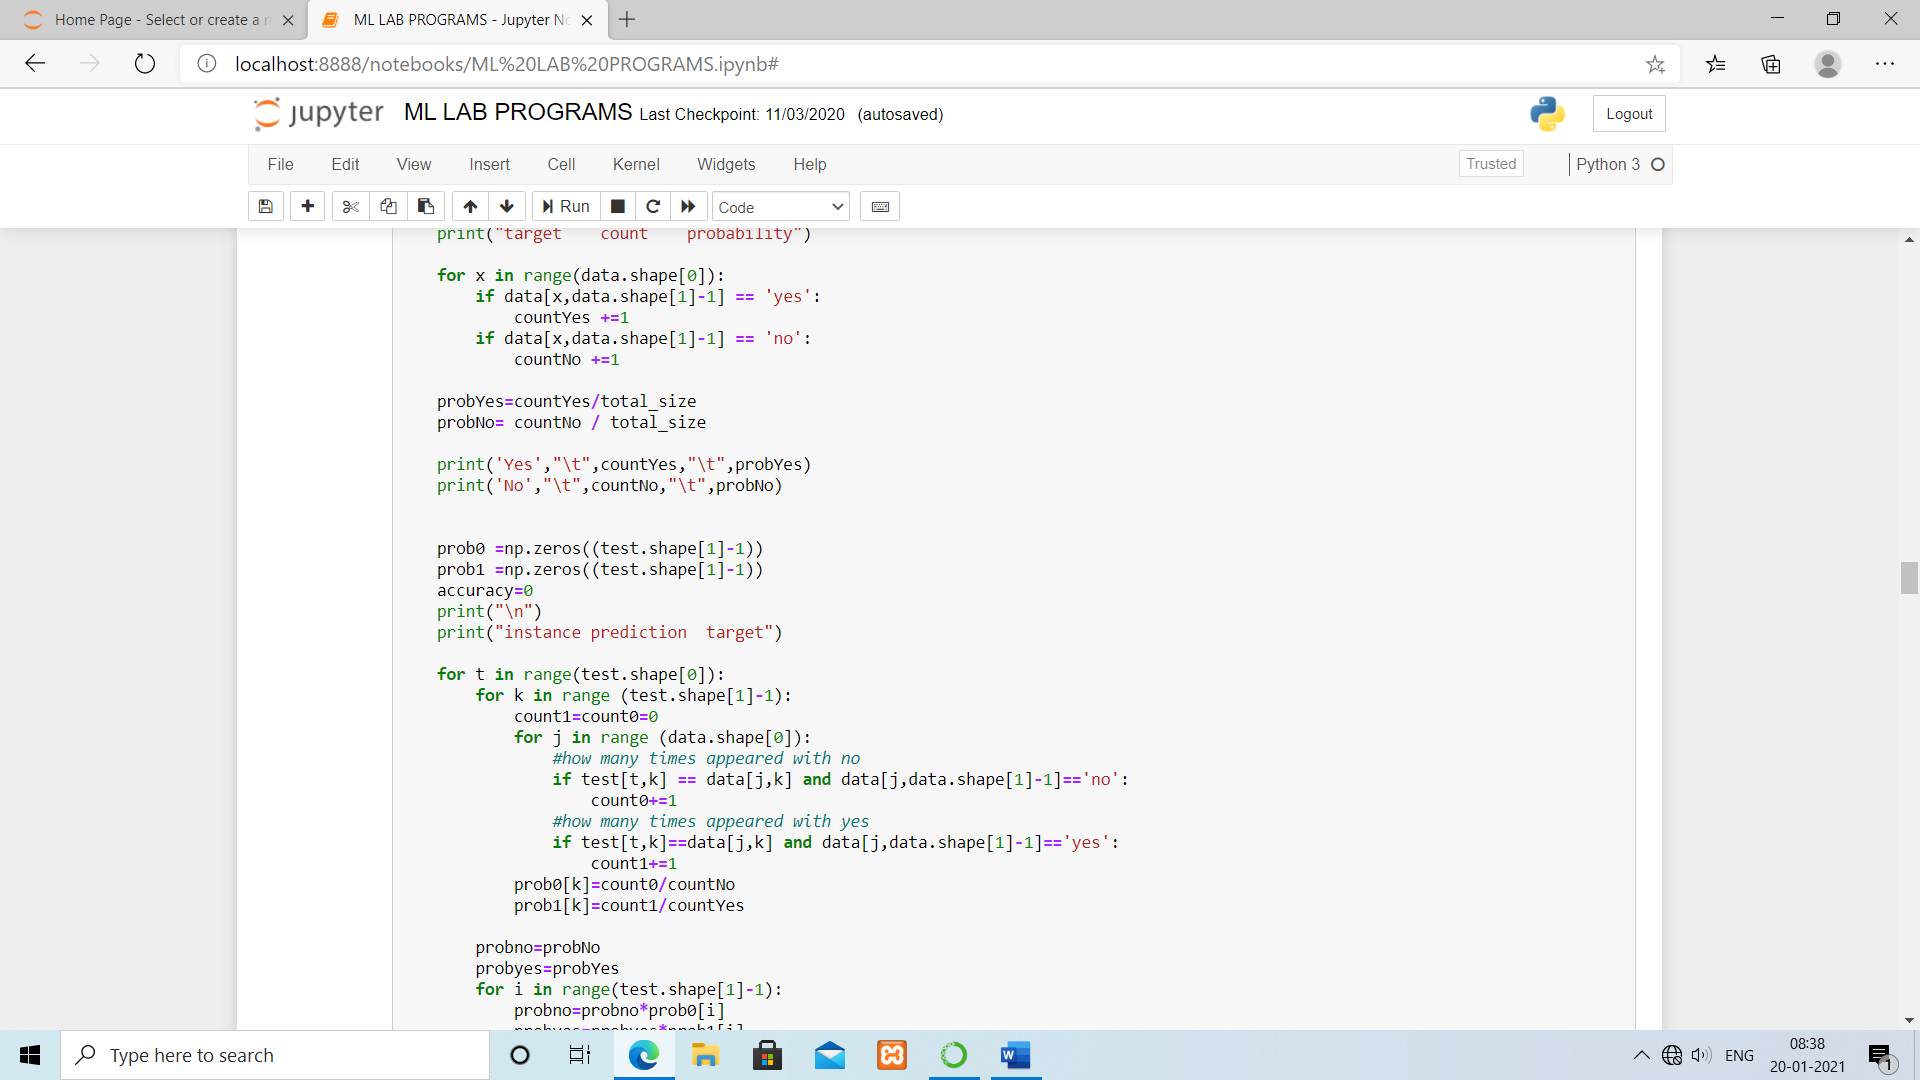 Home Page - Select or create a n
ML LAB PROGRAMS - Jupyter No
localhost:8888/notebooks/ML%20LAB%20PROGRAMS.ipynb#
jupyter ML LAB PROGRAMS Last Checkpoint: 11/03/2020 (autosaved)
Logout
File Edit View Insert Cell Kernel Widgets Help
Trusted
Python 3
Run
Code
print("target    count    probability")
for x in range(data.shape[0]):
    if data[x,data.shape[1]-1] == 'yes':
        countYes +=1
    if data[x,data.shape[1]-1] == 'no':
        countNo +=1
probYes=countYes/total_size
probNo= countNo / total_size
print('Yes',"\t",countYes,"\t",probYes)
print('No',"\t",countNo,"\t",probNo)
prob0 =np.zeros((test.shape[1]-1))
prob1 =np.zeros((test.shape[1]-1))
accuracy=0
print("\n")
print("instance prediction  target")
for t in range(test.shape[0]):
    for k in range (test.shape[1]-1):
        count1=count0=0
        for j in range (data.shape[0]):
            #how many times appeared with no
            if test[t,k] == data[j,k] and data[j,data.shape[1]-1]=='no':
                count0+=1
            #how many times appeared with yes
            if test[t,k]==data[j,k] and data[j,data.shape[1]-1]=='yes':
                count1+=1
        prob0[k]=count0/countNo
        prob1[k]=count1/countYes
    probno=probNo
    probyes=probYes
    for i in range(test.shape[1]-1):
        probno=probno*prob0[i]
        probyes=probyes*prob1[i]
Type here to search
W
ENG
08:38
20-01-2021
1